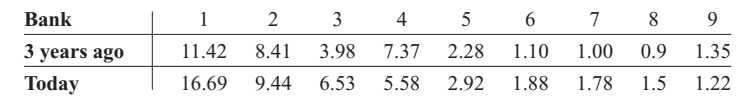 Bank 1 2 3 4 5 6 7 8 9
3 years ago 11.42 8.41 3.98 7.37 2.28 1.10 1.00 0.9 1.35
Today 16.69 9.44 6.53 5.58 2.92 1.88 1.78 1.5 1.22